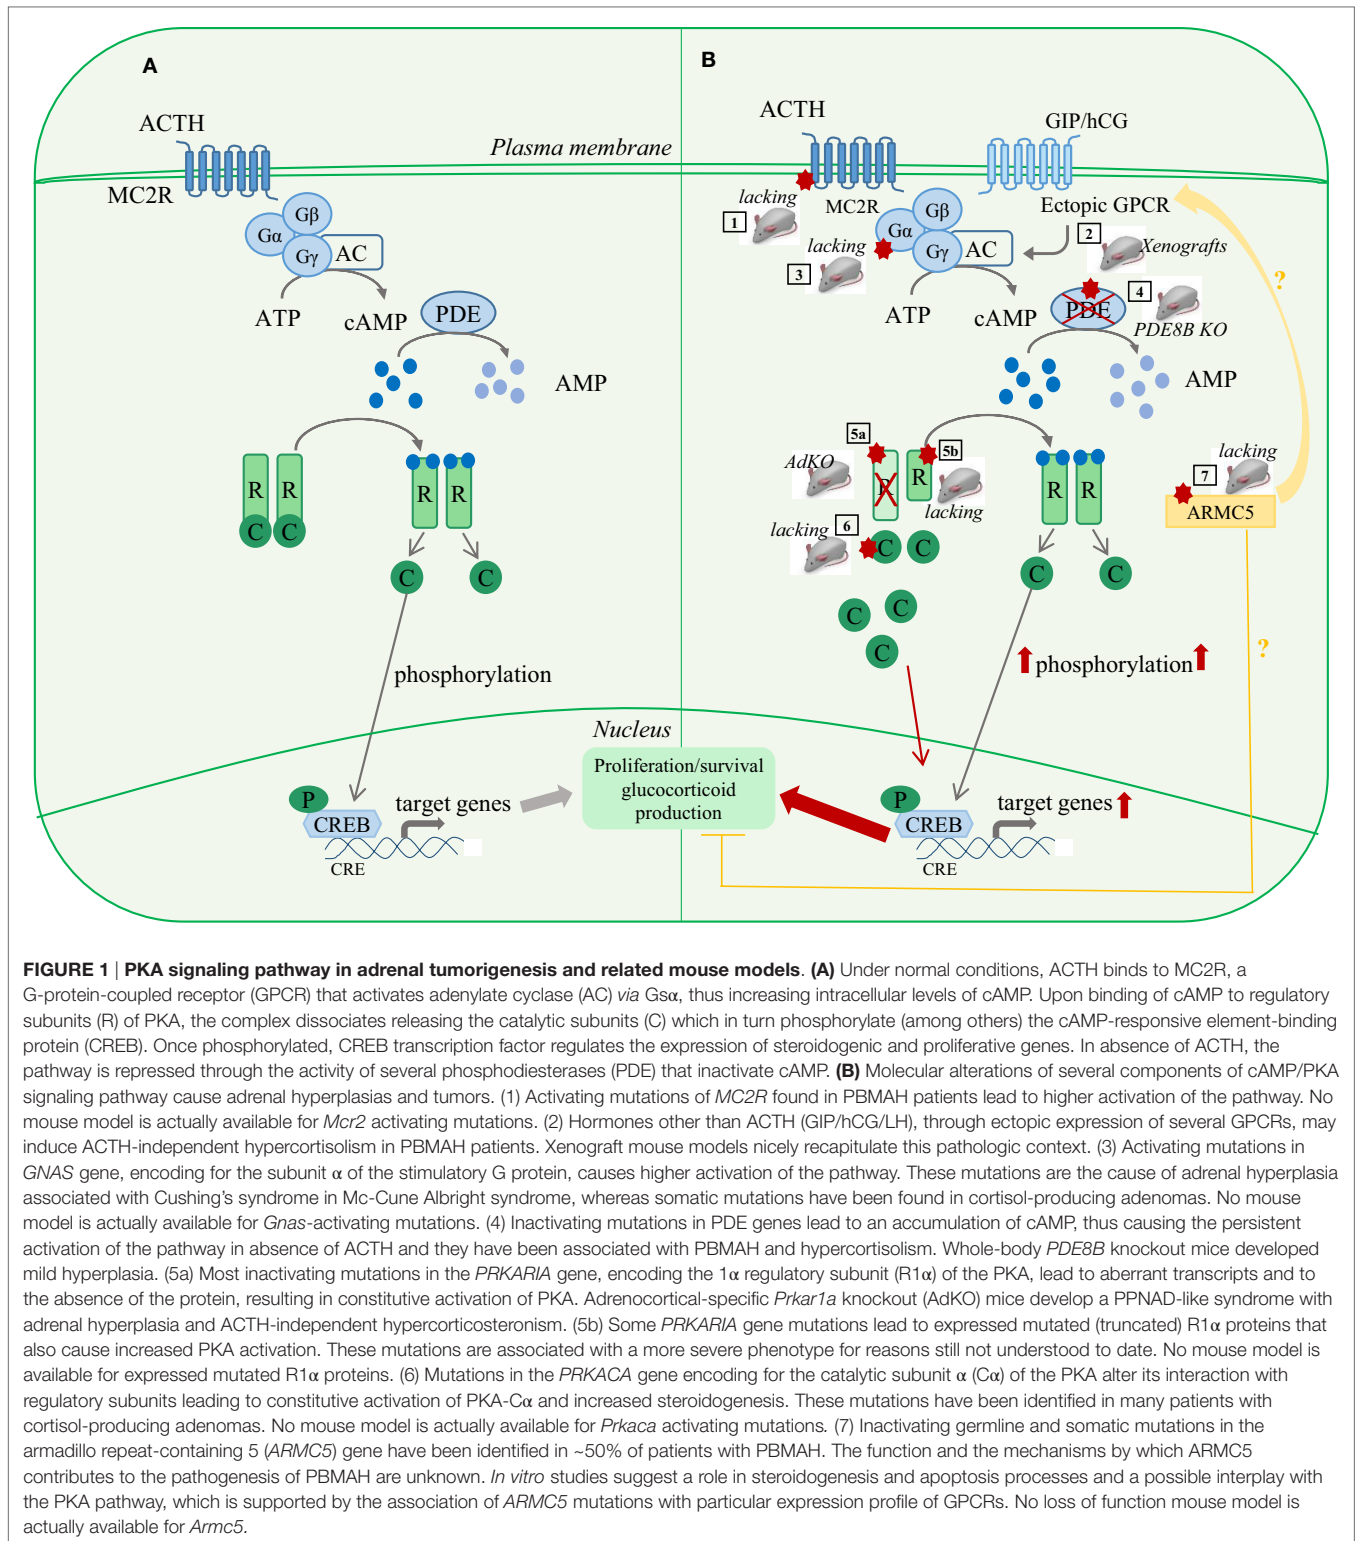 A
B
ACTH
MC2R
Plasma membrane
ACTH
GIP/hCG
lacking
1
MC2R
Ectopic GPCR
2
Xenografts
Gβ
Gα
Gγ
AC
Gβ
Gα
Gγ
AC
lacking
3
ATP
cAMP
PDE
AMP
ATP
cAMP
PDE
4
PDE8B KO
AMP
?
R
R
C
C
R
R
C
C
5a
AdKO
R
R
5b
lacking
lacking
6
C
C
C
C
C
R
R
C
C
7
lacking
ARMC5
?
phosphorylation
phosphorylation
Nucleus
Proliferation/survival
glucocorticoid
production
P
CREB
target genes
CRE
P
CREB
target genes
CRE
FIGURE 1 | PKA signaling pathway in adrenal tumorigenesis and related mouse models. (A) Under normal conditions, ACTH binds to MC2R, a
G-protein-coupled receptor (GPCR) that activates adenylate cyclase (AC) via Gsα, thus increasing intracellular levels of cAMP. Upon binding of cAMP to regulatory
subunits (R) of PKA, the complex dissociates releasing the catalytic subunits (C) which in turn phosphorylate (among others) the cAMP-responsive element-binding
protein (CREB). Once phosphorylated, CREB transcription factor regulates the expression of steroidogenic and proliferative genes. In absence of ACTH, the
pathway is repressed through the activity of several phosphodiesterases (PDE) that inactivate cAMP. (B) Molecular alterations of several components of cAMP/PKA
signaling pathway cause adrenal hyperplasias and tumors. (1) Activating mutations of MC2R found in PBMAH patients lead to higher activation of the pathway. No
mouse model is actually available for Mcr2 activating mutations. (2) Hormones other than ACTH (GIP/hCG/LH), through ectopic expression of several GPCRs, may
induce ACTH-independent hypercortisolism in PBMAH patients. Xenograft mouse models nicely recapitulate this pathologic context. (3) Activating mutations in
GNAS gene, encoding for the subunit α of the stimulatory G protein, causes higher activation of the pathway. These mutations are the cause of adrenal hyperplasia
associated with Cushing's syndrome in Mc-Cune Albright syndrome, whereas somatic mutations have been found in cortisol-producing adenomas. No mouse
model is actually available for Gnas-activating mutations. (4) Inactivating mutations in PDE genes lead to an accumulation of cAMP, thus causing the persistent
activation of the pathway in absence of ACTH and they have been associated with PBMAH and hypercortisolism. Whole-body PDE8B knockout mice developed
mild hyperplasia. (5a) Most inactivating mutations in the PRKARIA gene, encoding the 1α regulatory subunit (R1α) of the PKA, lead to aberrant transcripts and to
the absence of the protein, resulting in constitutive activation of PKA. Adrenocortical-specific Prkar1a knockout (AdKO) mice develop a PPNAD-like syndrome with
adrenal hyperplasia and ACTH-independent hypercorticosteronism. (5b) Some PRKARIA gene mutations lead to expressed mutated (truncated) R1α proteins that
also cause increased PKA activation. These mutations are associated with a more severe phenotype for reasons still not understood to date. No mouse model is
available for expressed mutated R1α proteins. (6) Mutations in the PRKACA gene encoding for the catalytic subunit α (Cα) of the PKA alter its interaction with
regulatory subunits leading to constitutive activation of PKA-Cα and increased steroidogenesis. These mutations have been identified in many patients with
cortisol-producing adenomas. No mouse model is actually available for Prkaca activating mutations. (7) Inactivating germline and somatic mutations in the
armadillo repeat-containing 5 (ARMC5) gene have been identified in ~50% of patients with PBMAH. The function and the mechanisms by which ARMC5
contributes to the pathogenesis of PBMAH are unknown. In vitro studies suggest a role in steroidogenesis and apoptosis processes and a possible interplay with
the PKA pathway, which is supported by the association of ARMC5 mutations with particular expression profile of GPCRs. No loss of function mouse model is
actually available for Armc5.